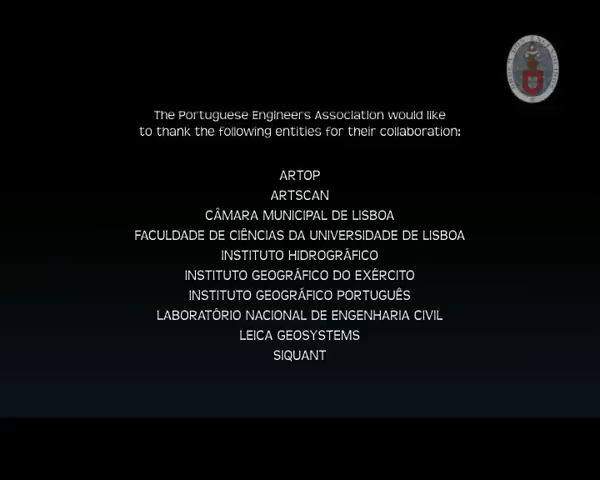 The Portuguese Engineers Association would like
to thank the following entities for their collaboration:
ARTOP
ARTSCAN
CÂMARA MUNICIPAL DE LISBOA
FACULDADE DE CIÊNCIAS DA UNIVERSIDADE DE LISBOA
INSTITUTO HIDROGRÁFICO
INSTITUTO GEOGRÁFICO DO EXÉRCITO
INSTITUTO GEOGRÁFICO PORTUGUÊS
LABORATÓRIO NACIONAL DE ENGENHARIA CIVIL
LEICA GEOSYSTEMS
SIQUANT